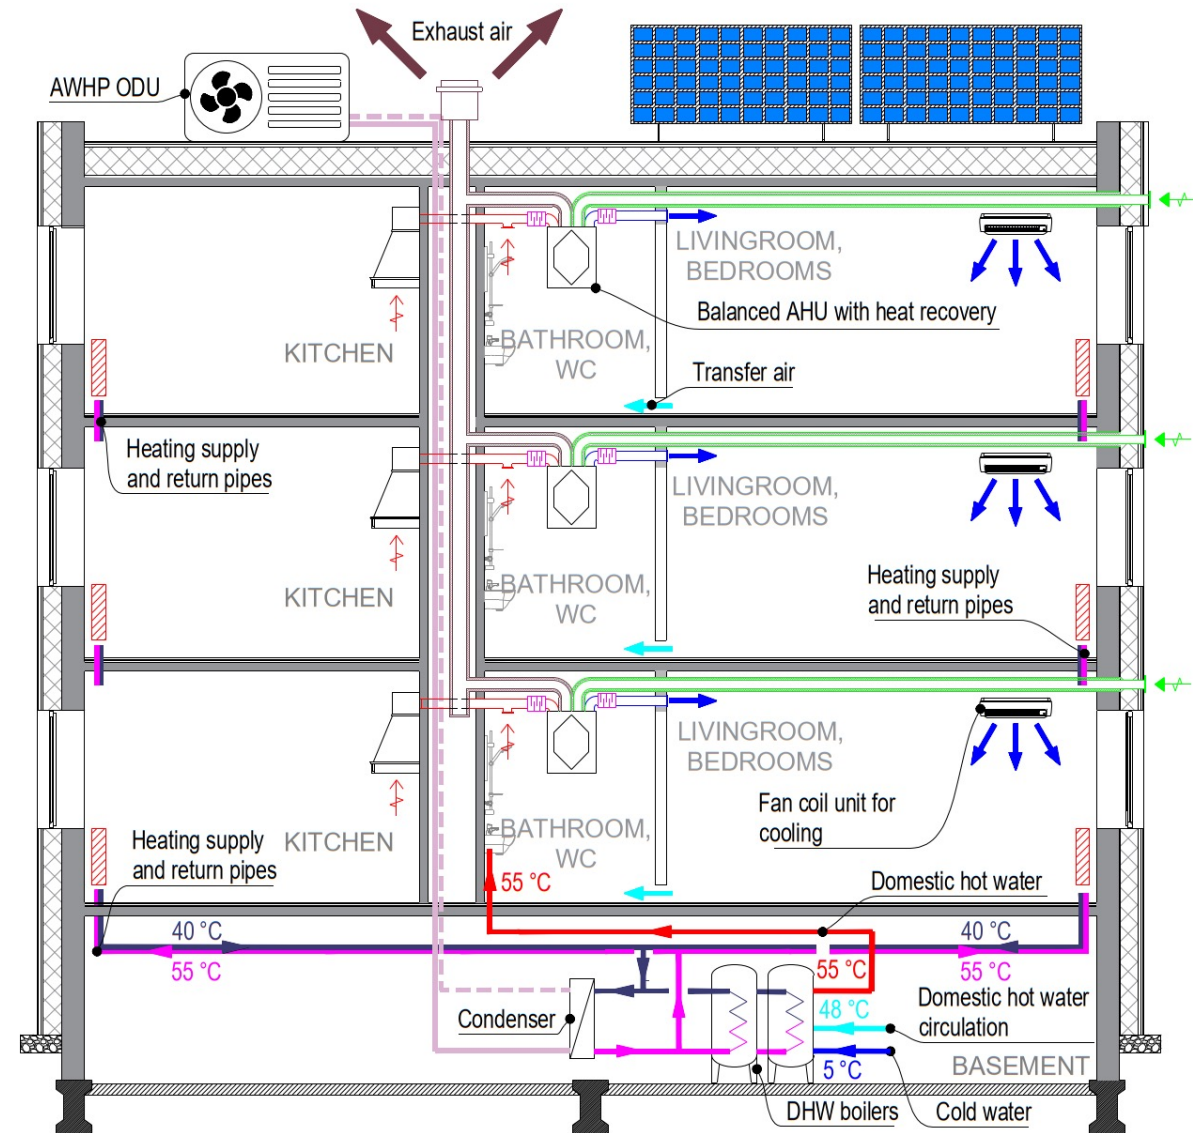 Exhaust air
AWHP ODU
LIVINGROOM,
BEDROOMS
Balanced AHU with heat recovery
KITCHEN
BATHROOM,
WC
Transfer air
Heating supply
and return pipes
LIVINGROOM,
BEDROOMS
KITCHEN
BATHROOM,
WC
Heating supply
and return pipes
LIVINGROOM,
BEDROOMS
Fan coil unit for
cooling
Heating supply
and return pipes
KITCHEN
BATHROOM,
WC
55 °C
Domestic hot water
40 °C
55 °C
40 °C
55 °C
55 °C
48 °C
Domestic hot water
circulation
Condenser
5 °C
BASEMENT
DHW boilers
Cold water